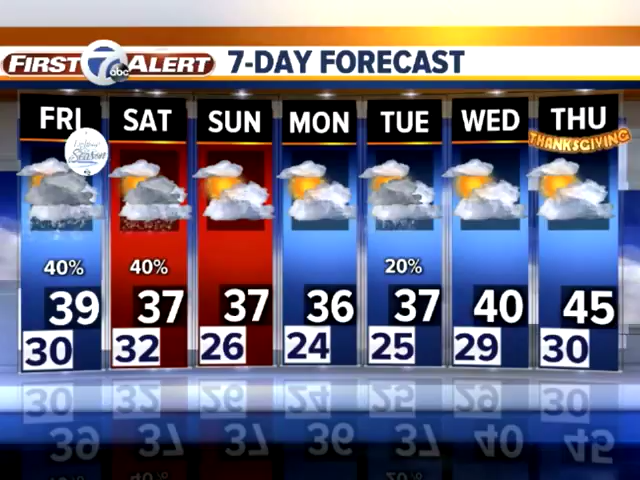 FIRST 7 abc ALERT 7-DAY FORECAST
FRI SAT SUN MON TUE WED THU
Season
THANKSGIVING
40% 40% 20%
39 37 37 36 37 40 45
30 32 26 24 25 29 30